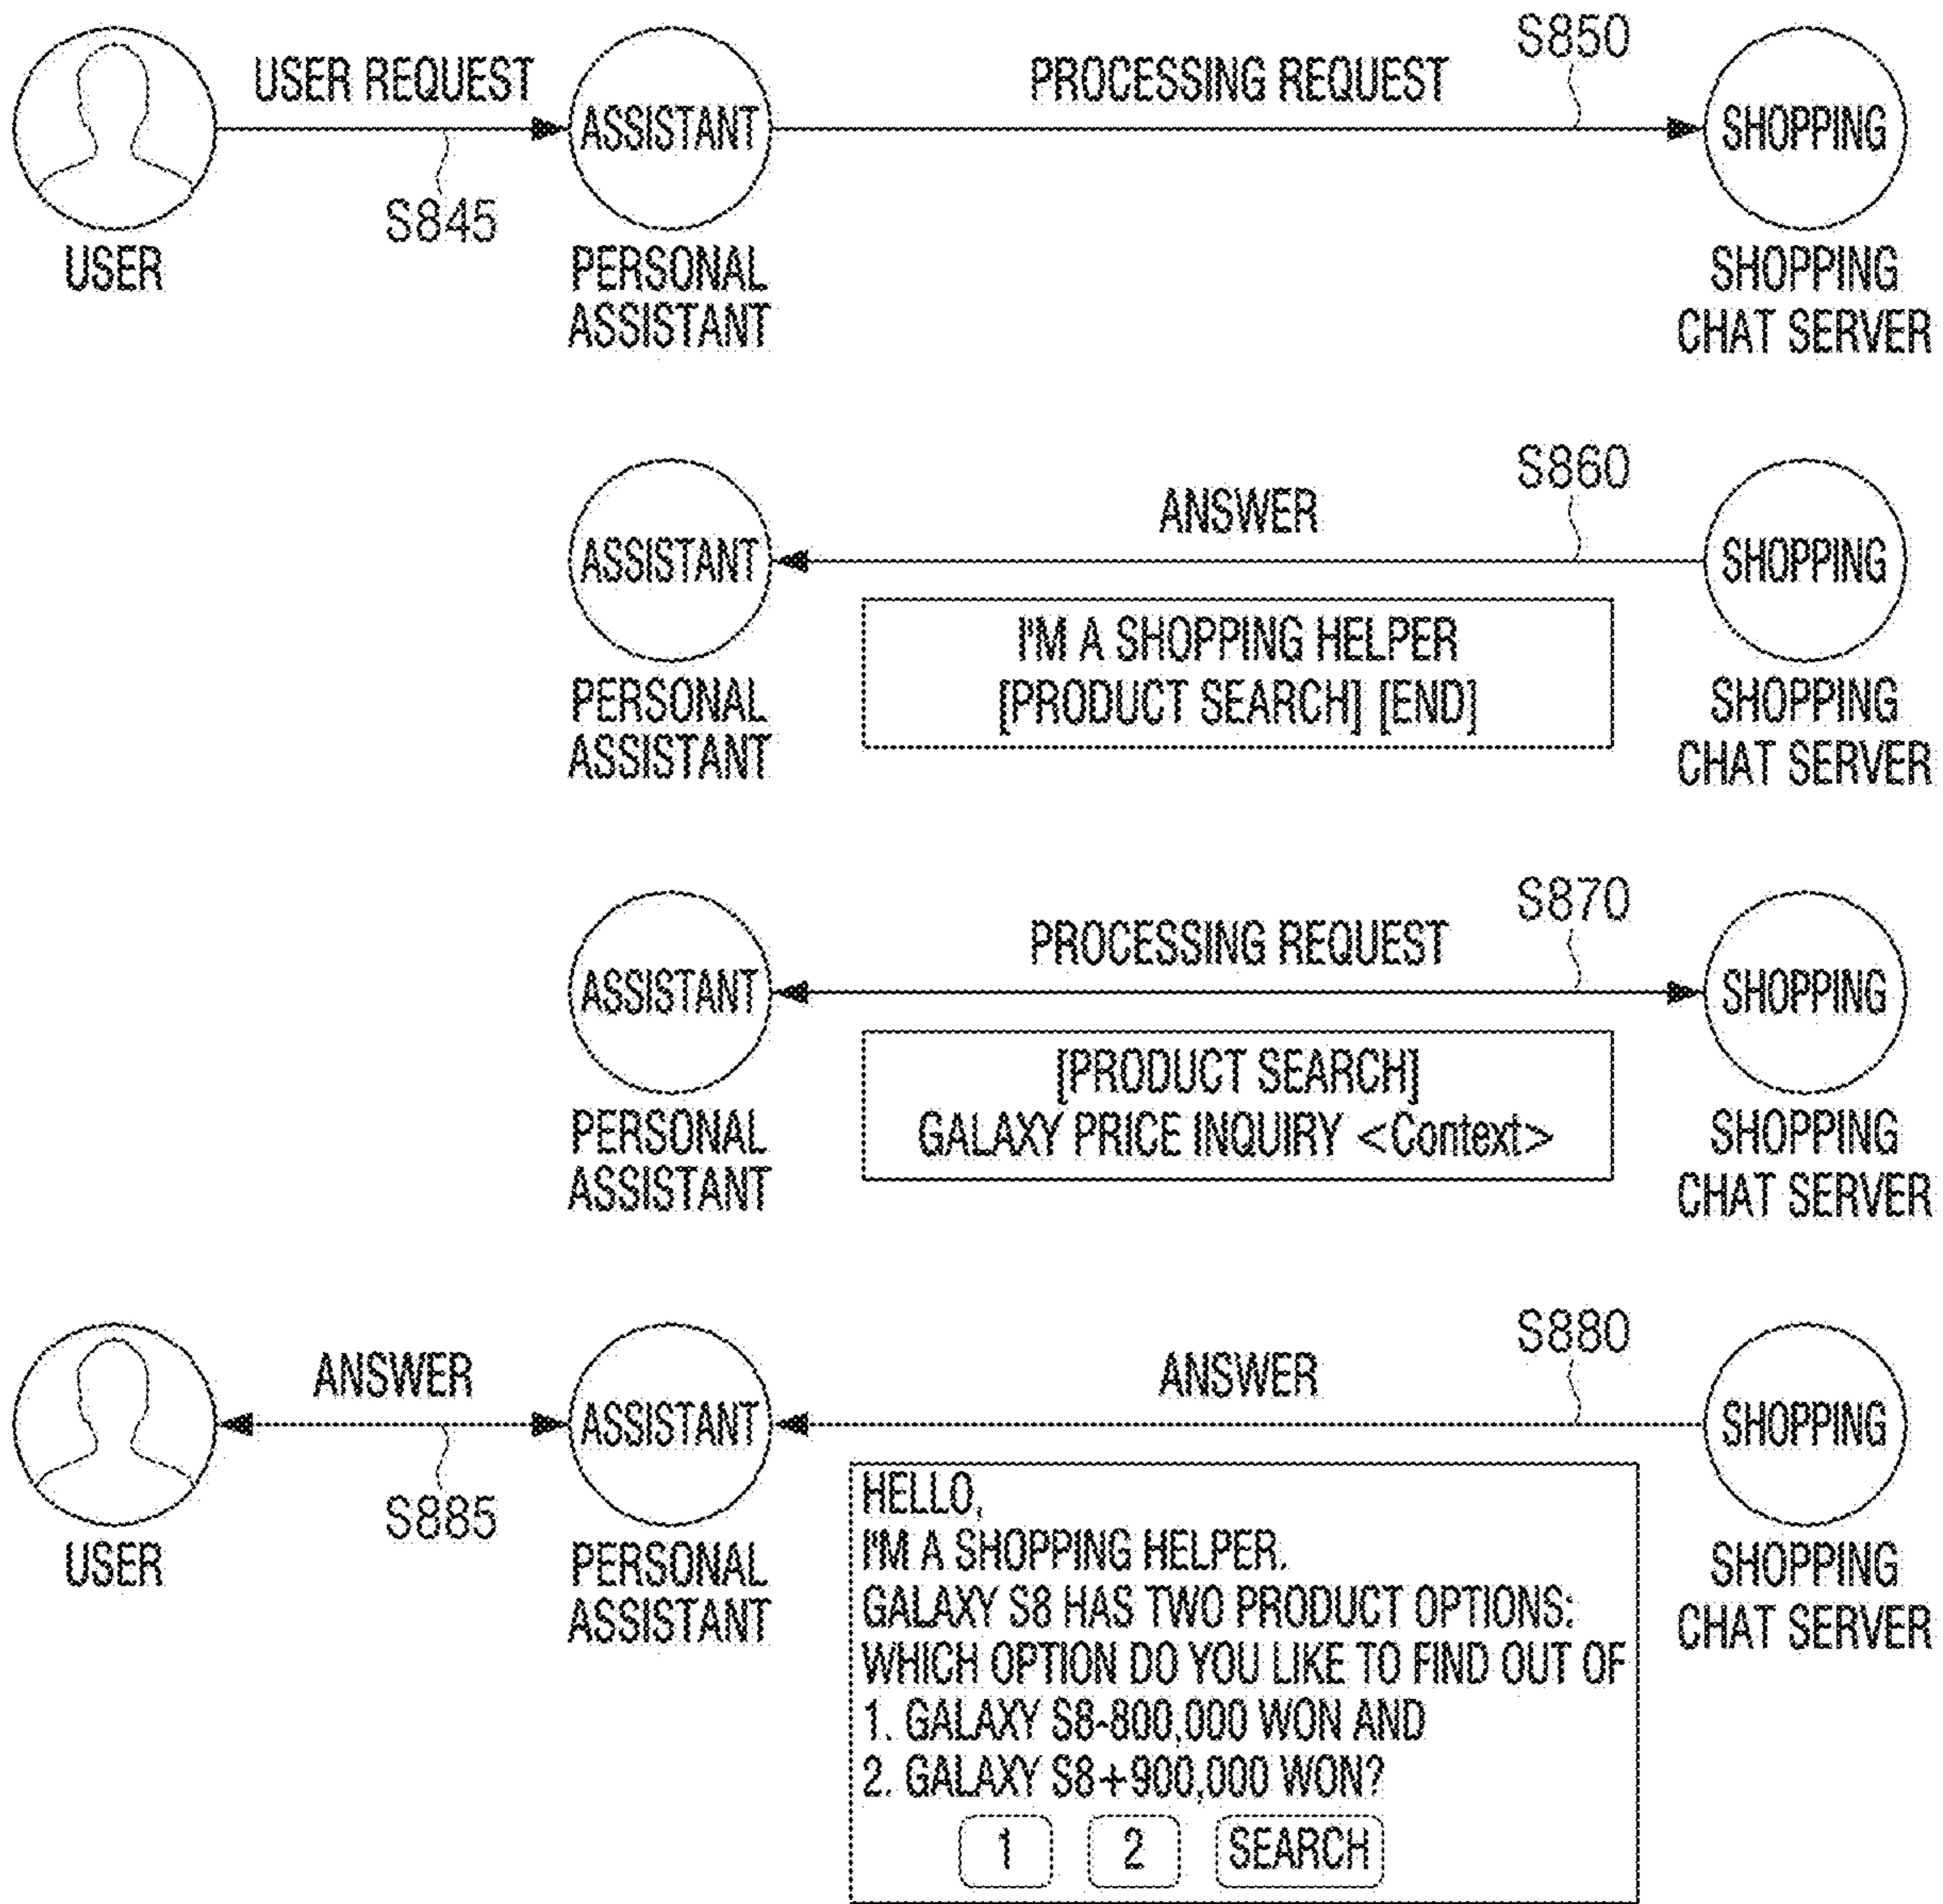 S850
USER REQUEST
PROCESSING REQUEST
ASSISTANT
SHOPPING
S845
USER
PERSONAL
ASSISTANT
SHOPPING
CHAT SERVER
S860
ANSWER
ASSISTANT
SHOPPING
I'M A SHOPPING HELPER
[PRODUCT SEARCH] [END]
PERSONAL
ASSISTANT
SHOPPING
CHAT SERVER
S870
PROCESSING REQUEST
ASSISTANT
SHOPPING
[PRODUCT SEARCH]
GALAXY PRICE INQUIRY <Context>
PERSONAL
ASSISTANT
SHOPPING
CHAT SERVER
S880
ANSWER
ANSWER
ASSISTANT
SHOPPING
S885
USER
PERSONAL
ASSISTANT
HELLO,
I'M A SHOPPING HELPER.
GALAXY S8 HAS TWO PRODUCT OPTIONS:
WHICH OPTION DO YOU LIKE TO FIND OUT OF
1. GALAXY S8-800,000 WON AND
2. GALAXY S8+900,000 WON?
1 2 SEARCH
SHOPPING
CHAT SERVER